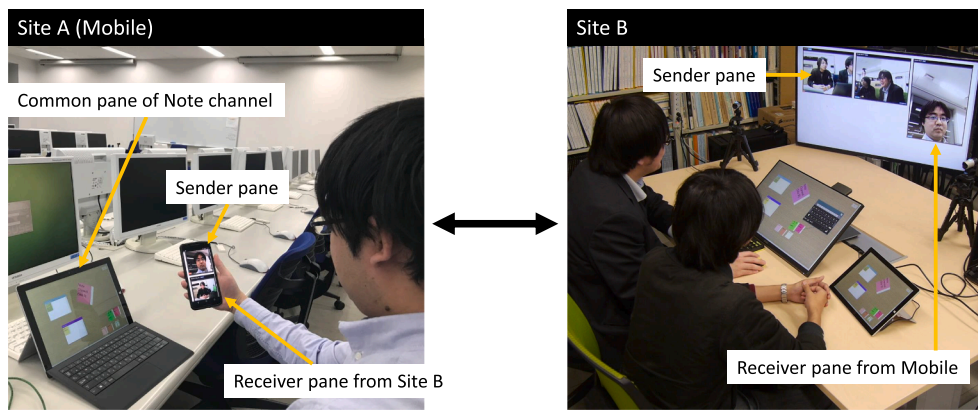 Site A (Mobile)
Common pane of Note channel
Sender pane
Receiver pane from Site B
Site B
Sender pane
Receiver pane from Mobile